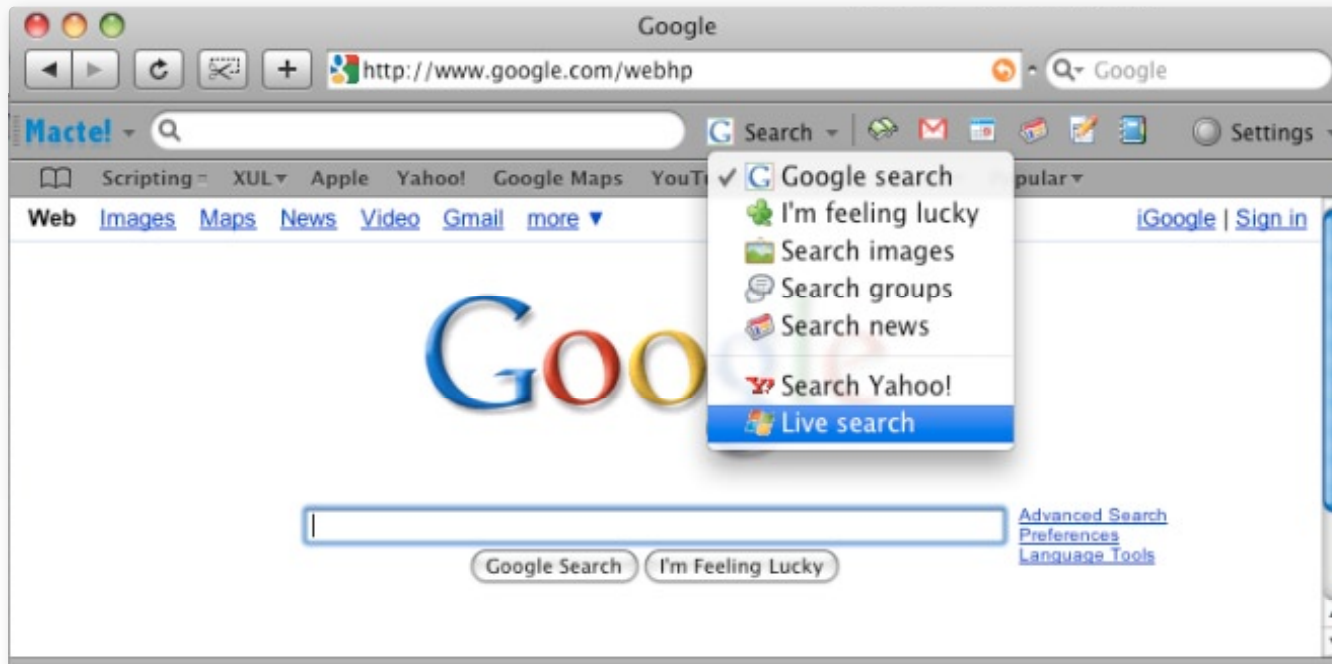 Google
http://www.google.com/webhp
Google
Macte!
Search
Settings
Scripting XUL Apple Yahoo! Google Maps
Google search
I'm feeling lucky
Search images
Search groups
Search news
Search Yahoo!
Live search
Web Images Maps News Video Gmail more ▼
iGoogle | Sign in
Google
Advanced Search
Preferences
Language Tools
Google Search
I'm Feeling Lucky